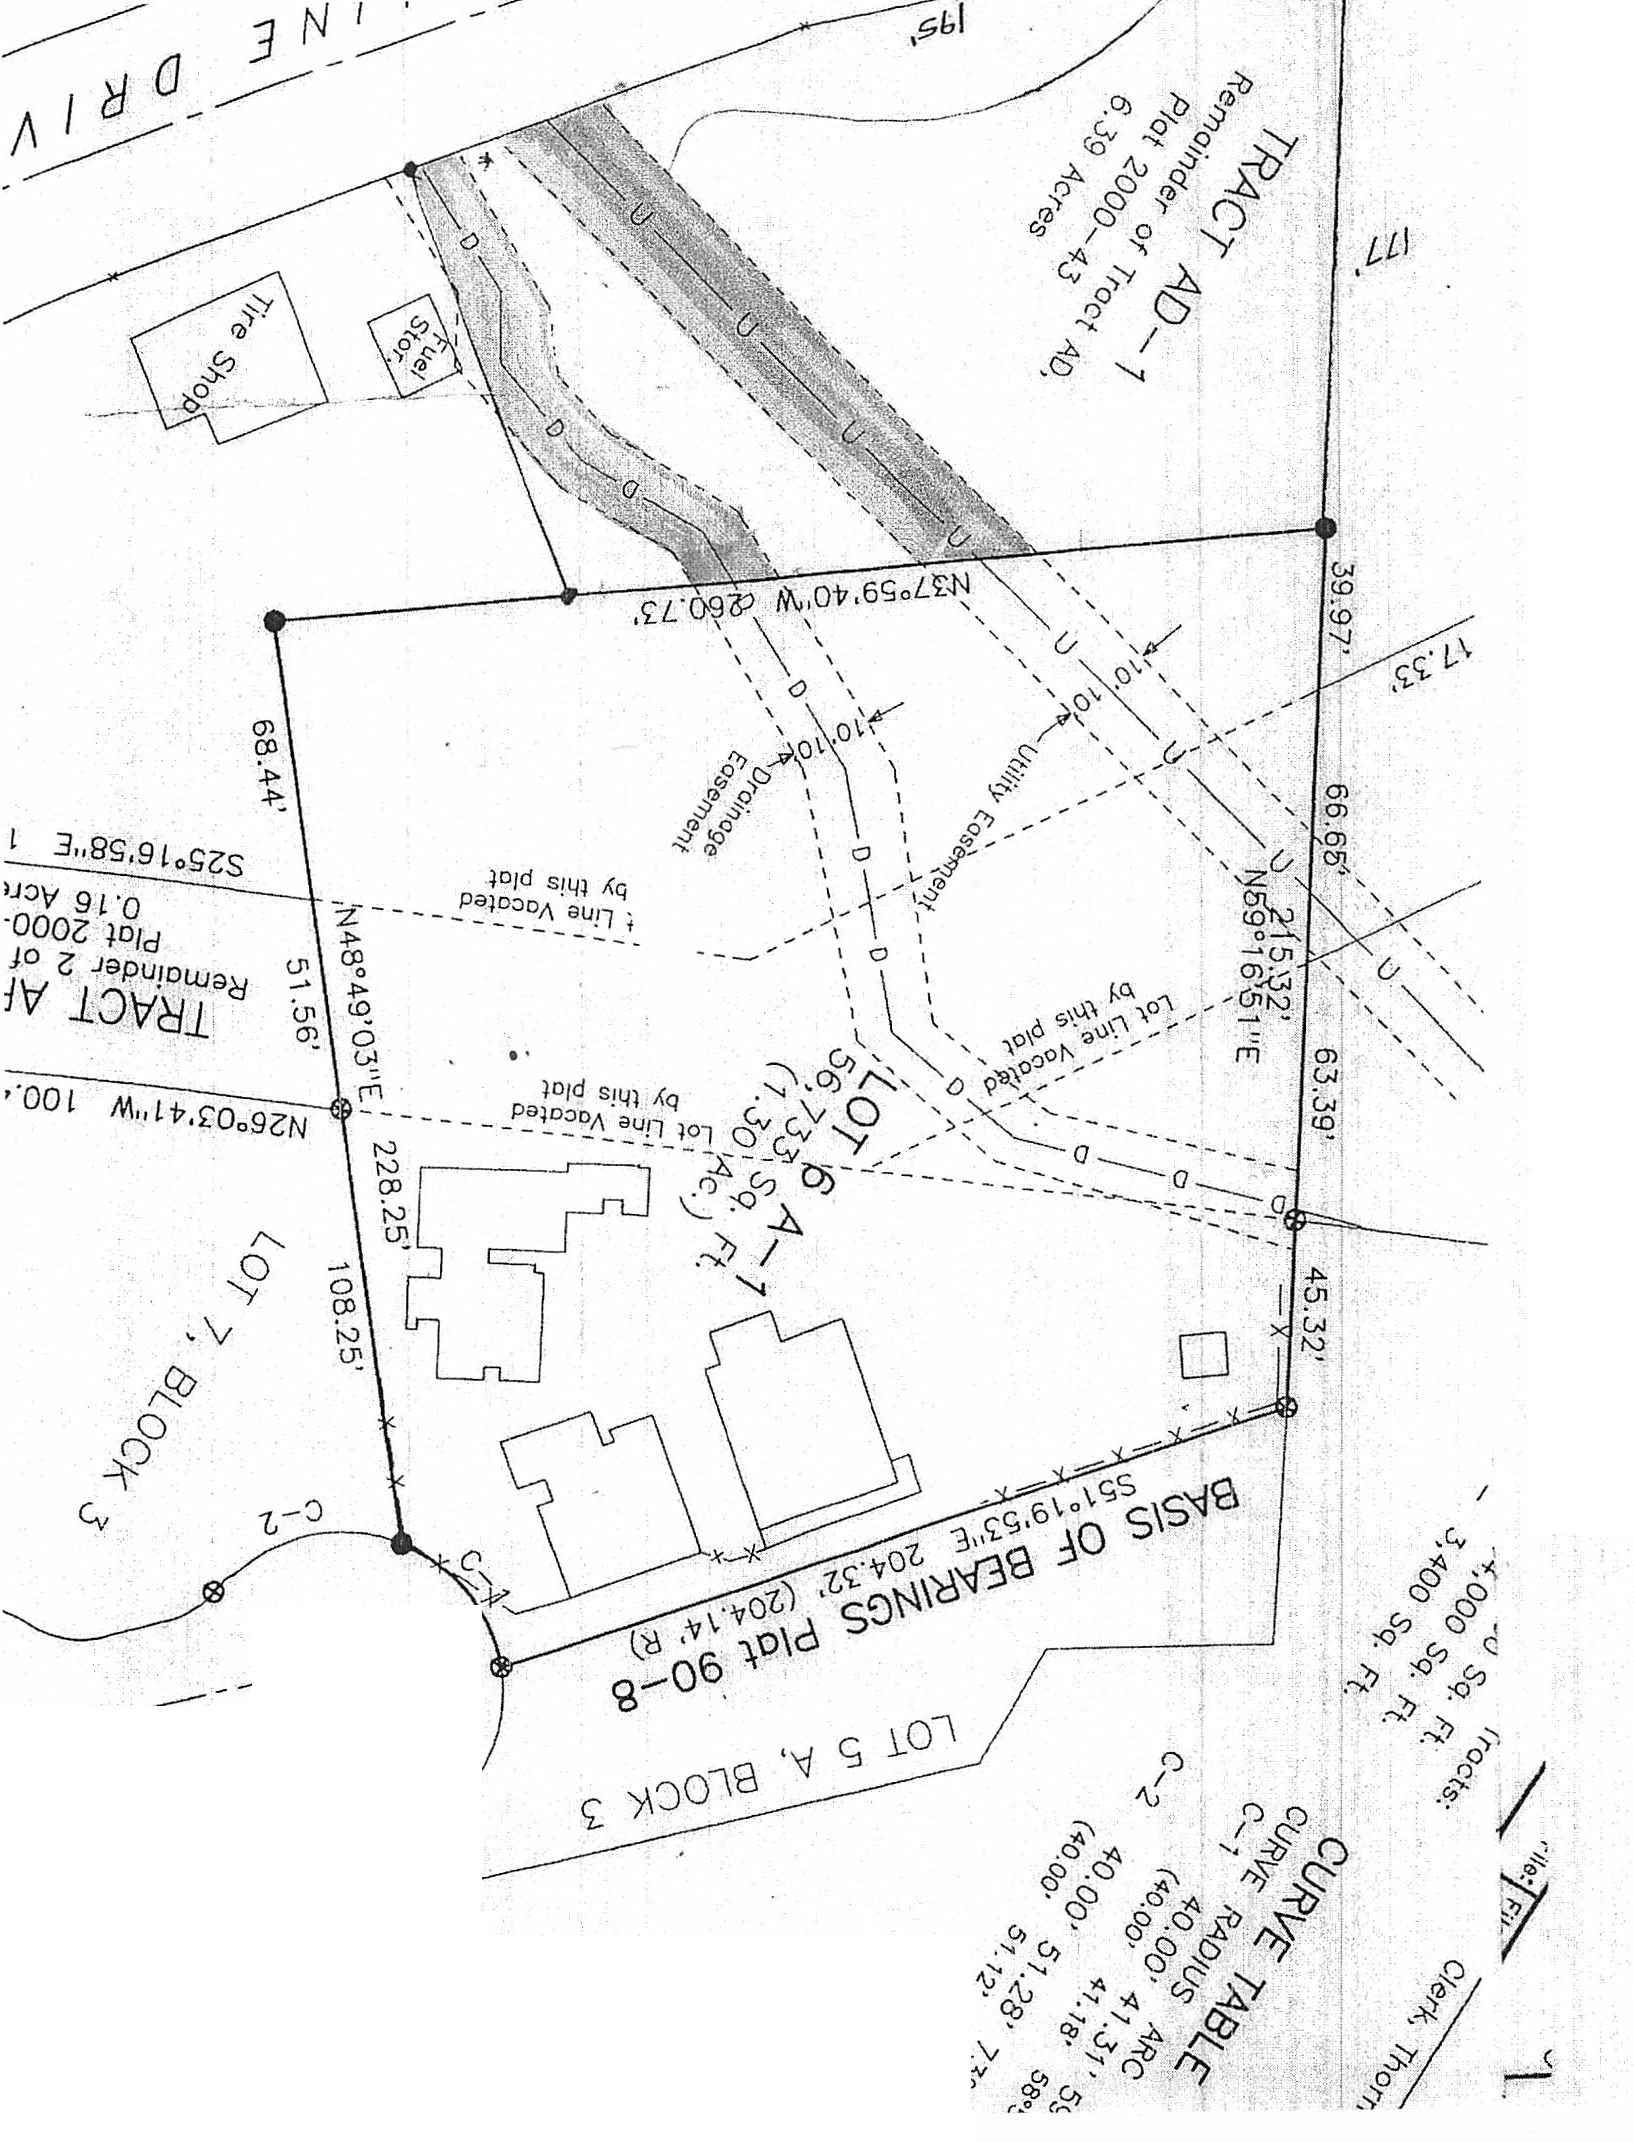 INE DRIV
195'
TRACT AD-1
Remainder of Tract AD,
Plat 2000-43
6.39 Acres
177'
Tire Shop
Fuel
Stor.
U
U
U
U
U
U
U
U
D
D
D
D
D
D
D
D
D
D
D
N37°59'40"W
260.73'
39.97'
17.33'
10'
10'
10'
10'
Utility Easement
Drainage
Easement
68.44'
66.65'
S25°16'58"E 1
TRACT
Remainder 2 of
Plat 2000-
0.16
Line Vacated
by this plat
N48°49'03"E
228.25'
51.56'
N59°16'51"E
215.32'
63.39'
Lot Line Vacated
by this plat
N26°03'41"W 100.
Lot Line Vacated
by this plat
LOT 6 A-1
56,733 Sq. Ft.
(1.30 Ac.)
108.25'
45.32'
LOT 7, BLOCK 3
C-2
C-1
S51°19'53"E 204.32' (204.14' R)
BASIS OF BEARINGS Plat 90-8
LOT 5 A, BLOCK 3
Tracts:
Sq. Ft.
4,000 Sq. Ft.
3,400 Sq. Ft.
CURVE TABLE
CURVE RADIUS ARC
C-1 40.00' 41.31'
(40.00' 41.18'
C-2 40.00' 51.28'
(40.00' 51.12'
Clerk,